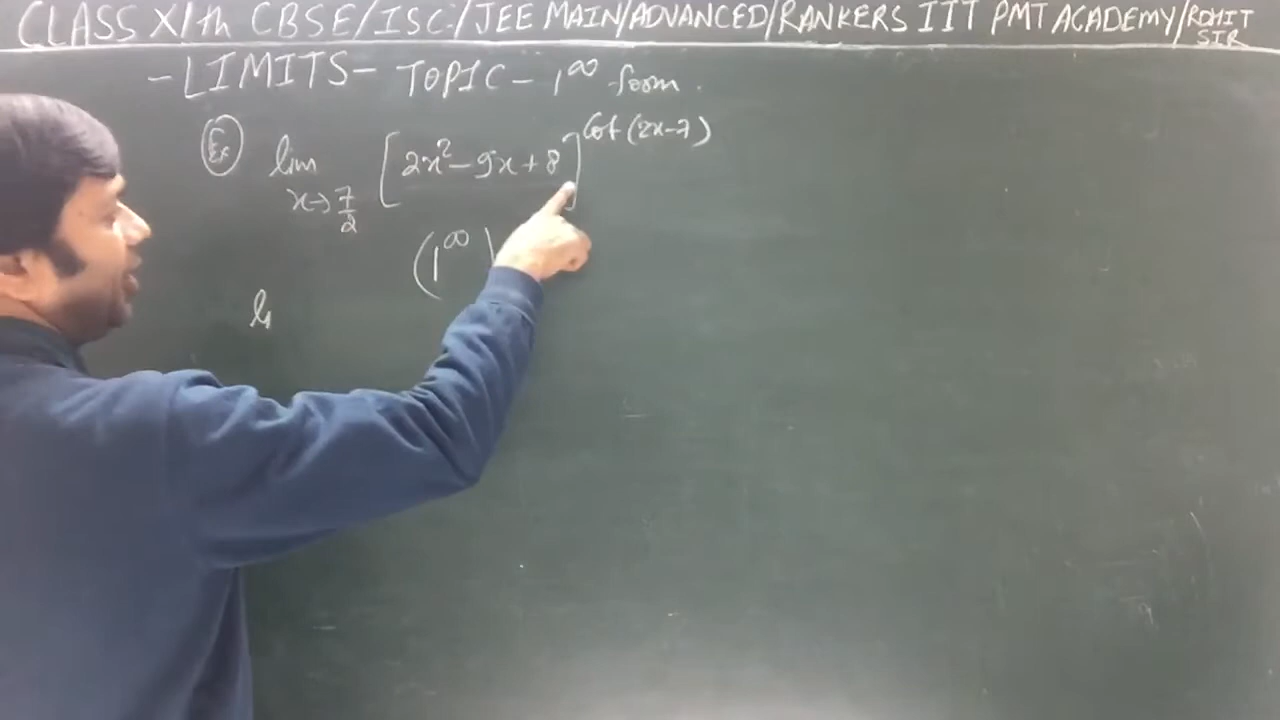 CLASS XIth CBSE/ISC/JEE MAIN/ADVANCED/RANKERS IIT PMT ACADEMY/ROHIT SIR
- LIMITS - TOPIC - 1^∞ form.
Ex lim x→7/2 [2x²-9x+8]^cot(2x-7)
(1^∞)
li